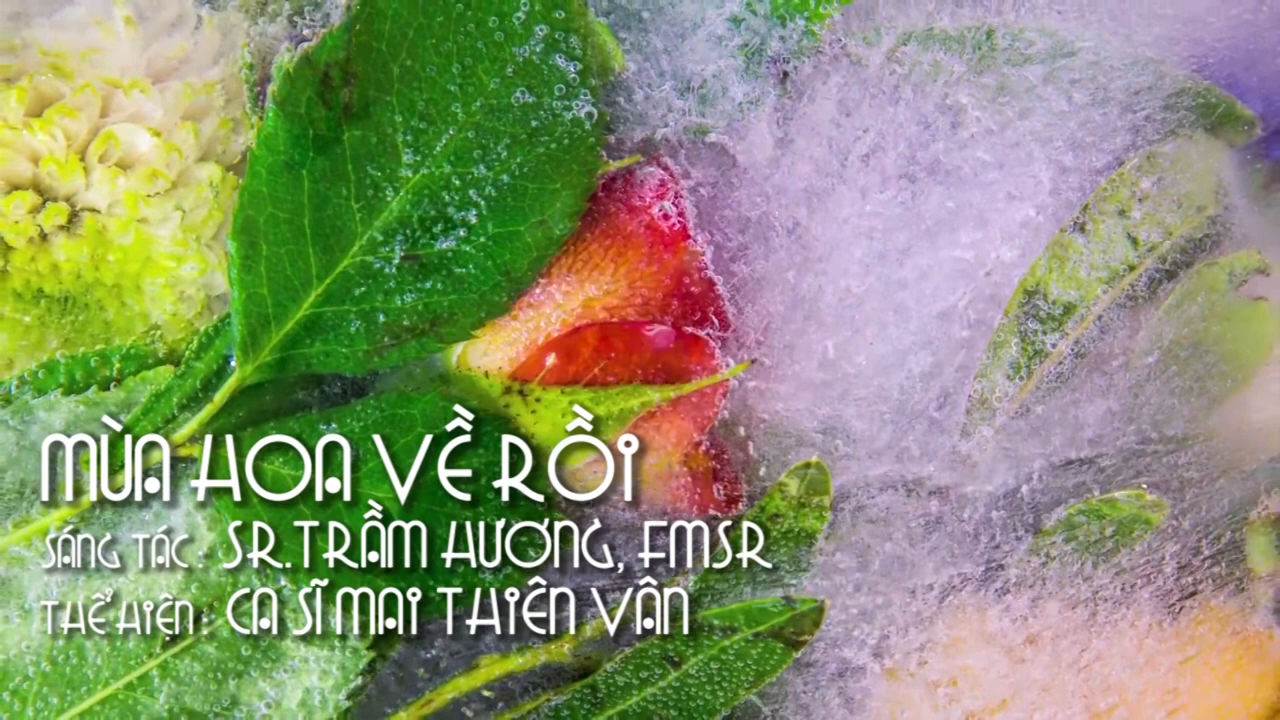 MÙA HOA VỀ RỒI
SÁNG TÁC: SR.TRẦM HƯƠNG, FMSR
THỂ HIỆN: CA SĨ MAI THIÊN VÂN